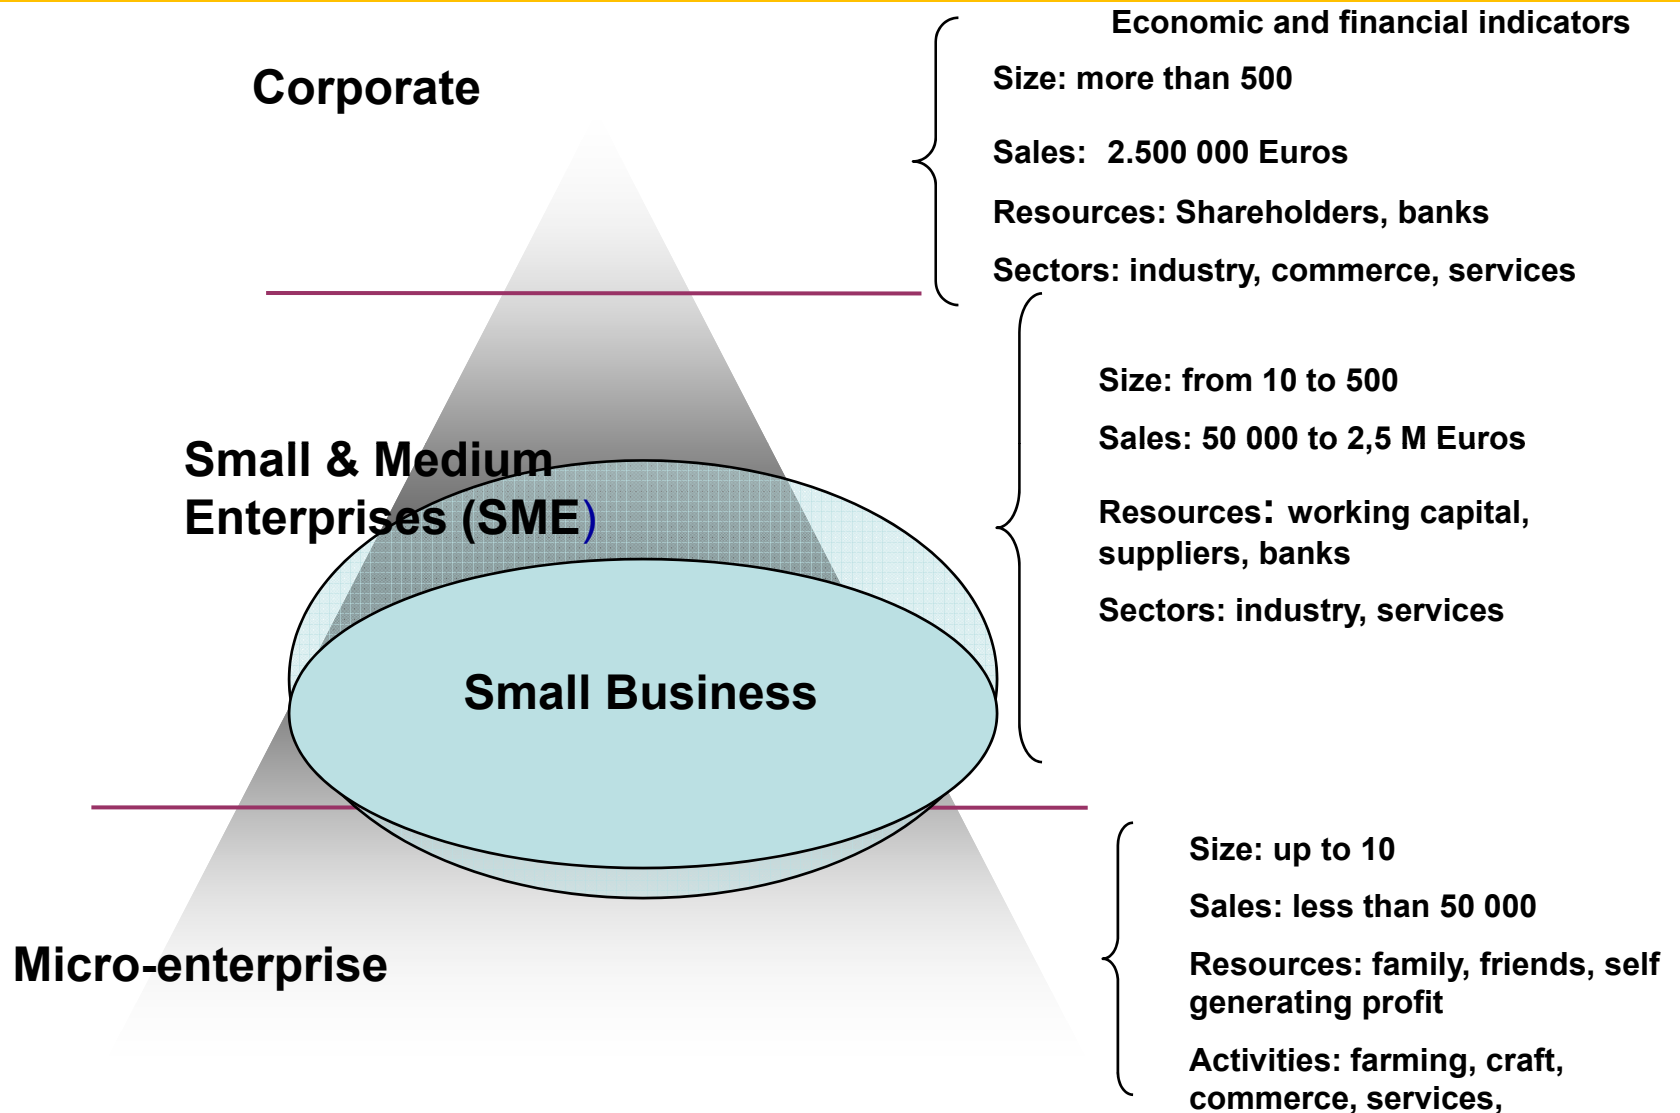 Economic and financial indicators
Corporate
Size: more than 500
Sales: 2.500 000 Euros
Resources: Shareholders, banks
Sectors: industry, commerce, services
Small & Medium
Enterprises (SME)
Size: from 10 to 500
Sales: 50 000 to 2,5 M Euros
Resources: working capital,
suppliers, banks
Sectors: industry, services
Small Business
Micro-enterprise
Size: up to 10
Sales: less than 50 000
Resources: family, friends, self
generating profit
Activities: farming, craft,
commerce, services,